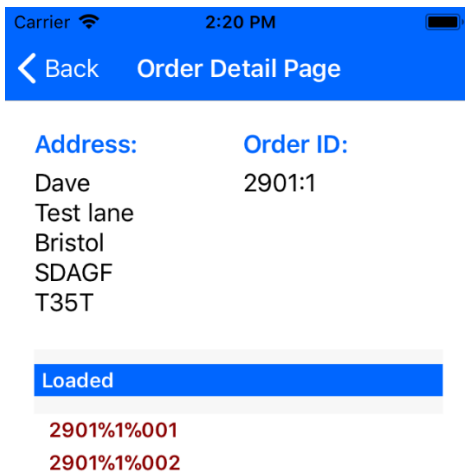 Carrier 2:20 PM
Back Order Detail Page
Address: Order ID:
Dave 2901:1
Test lane
Bristol
SDAGF
T35T
Loaded
2901%1%001
2901%1%002